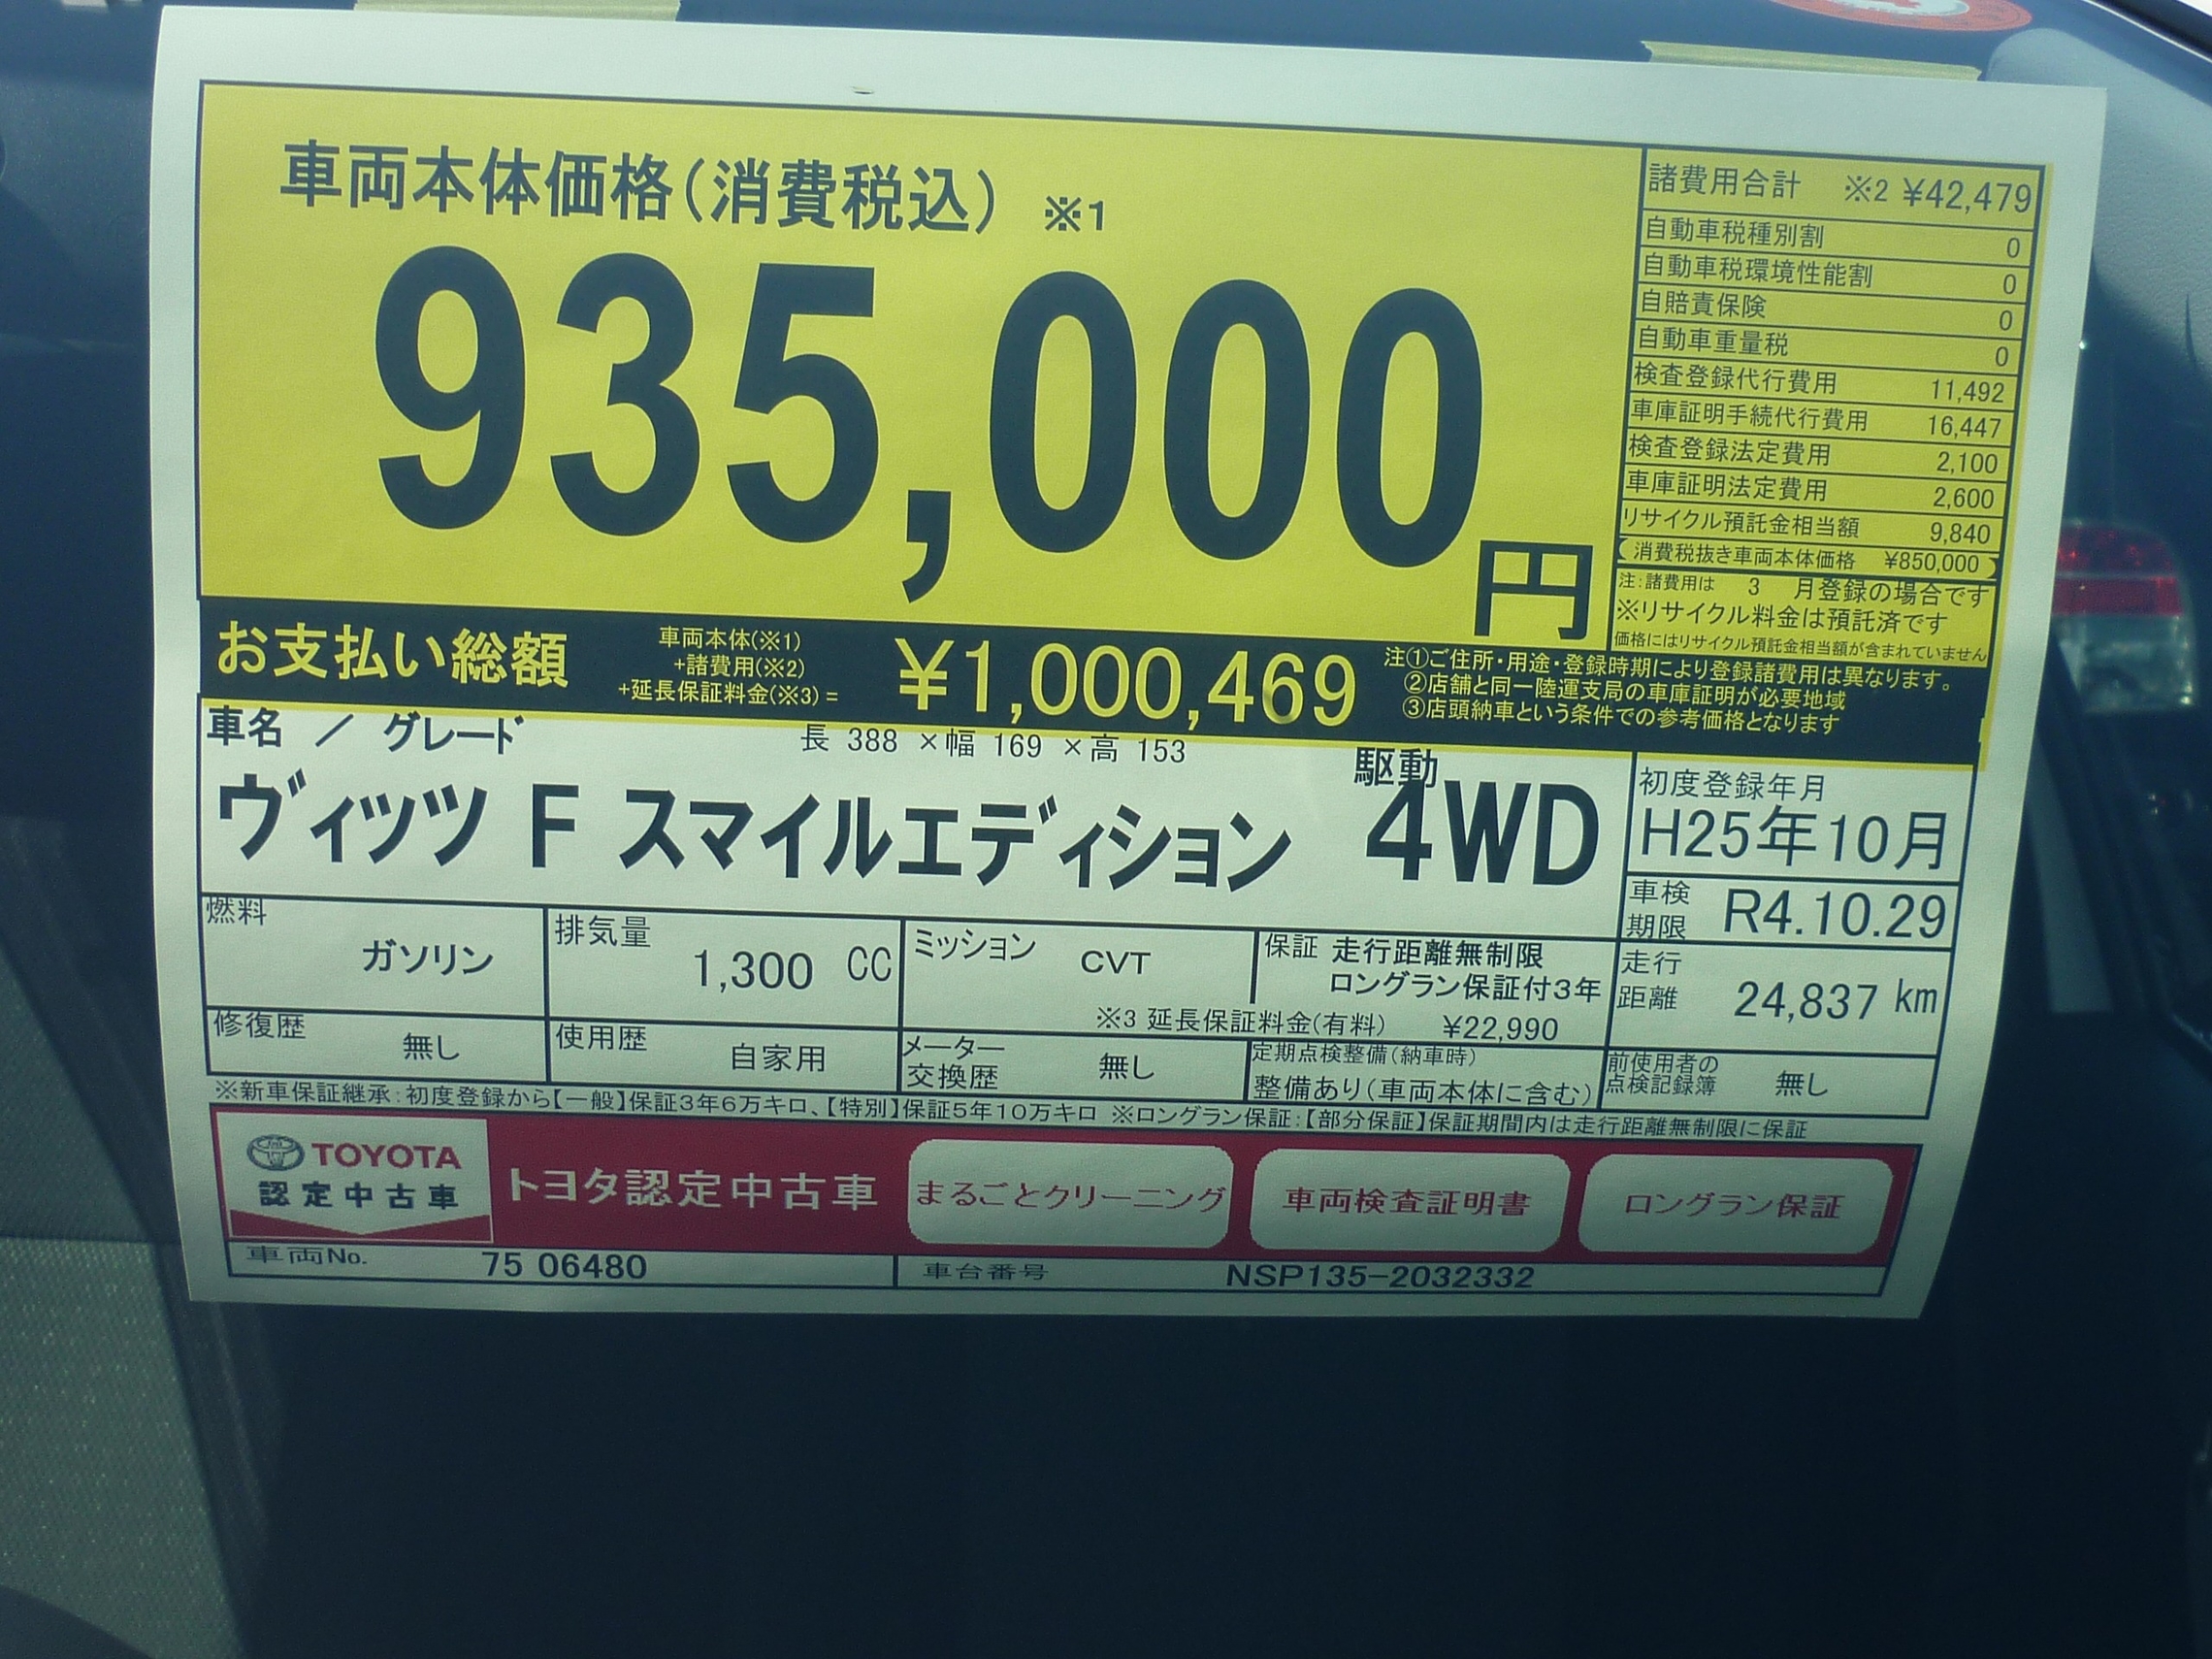 車両本体価格(消費税込) ※1
935,000円
諸費用合計 ※2 ¥42,479
自動車税種別割 0
自動車税環境性能割 0
自賠責保険 0
自動車重量税 0
検査登録代行費用 11,492
車庫証明手続代行費用 16,447
検査登録法定費用 2,100
車庫証明法定費用 2,600
リサイクル預託金相当額 9,840
(消費税抜き車両本体価格 ¥850,000)
注:諸費用は 3 月登録の場合です
※リサイクル料金は預託済です
価格にはリサイクル預託金相当額が含まれていません
お支払い総額
車両本体(※1)
+諸費用(※2)
+延長保証料金(※3)=
¥1,000,469
注①ご住所・用途・登録時期により登録諸費用は異なります。
②店舗と同一陸運支局の車庫証明が必要地域
③店頭納車という条件での参考価格となります
車名 / グレード 長 388 ×幅 169 ×高 153
ヴィッツ F スマイルエディション
駆動
4WD
初度登録年月
H25年10月
車検
期限 R4.10.29
燃料
ガソリン
排気量
1,300 CC
ミッション CVT
保証 走行距離無制限
ロングラン保証付3年
※3 延長保証料金(有料) ¥22,990
走行
距離 24,837 km
修復歴 無し
使用歴 自家用
メーター
交換歴 無し
定期点検整備(納車時)
整備あり(車両本体に含む)
前使用者の
点検記録簿 無し
※新車保証継承:初度登録から【一般】保証3年6万キロ、【特別】保証5年10万キロ ※ロングラン保証:【部分保証】保証期間内は走行距離無制限に保証
TOYOTA
認定中古車
トヨタ認定中古車
まるごとクリーニング
車両検査証明書
ロングラン保証
車両No. 75 06480
車台番号 NSP135-2032332